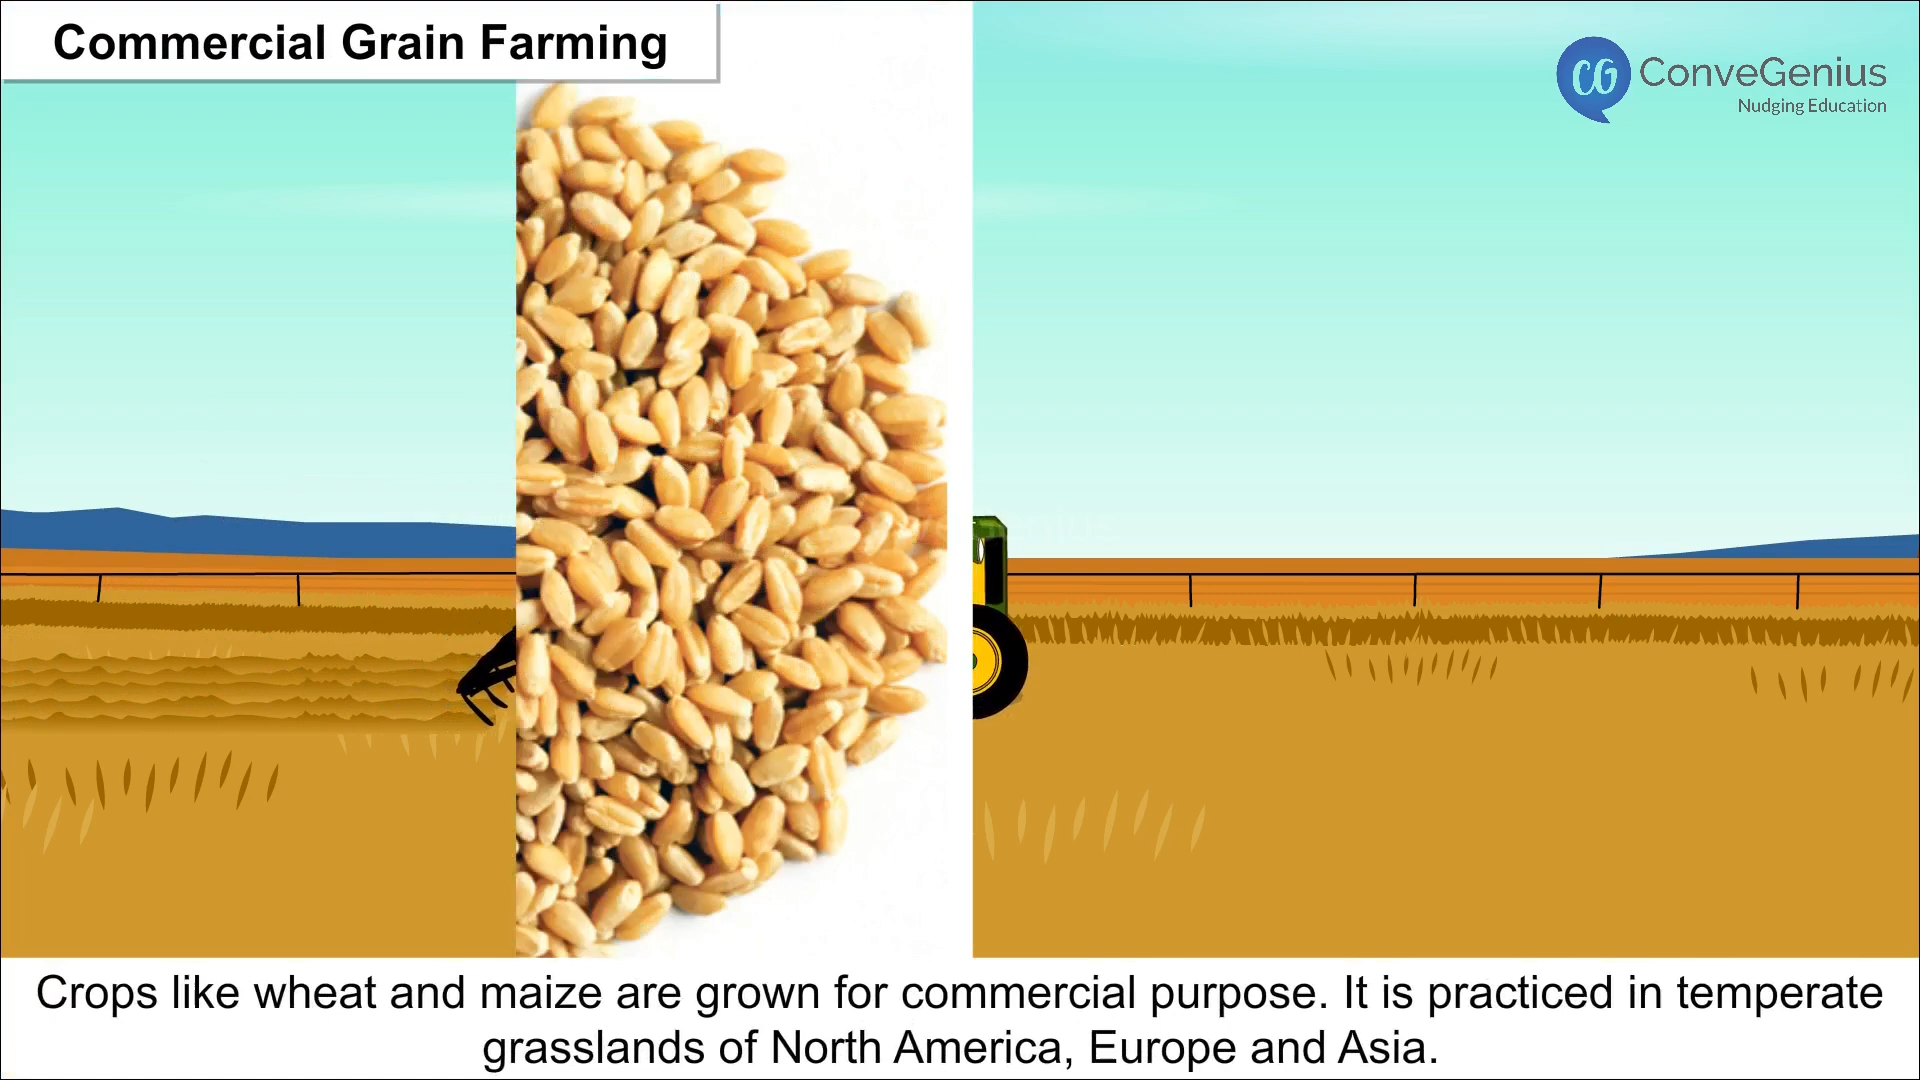 Commercial Grain Farming
CG ConveGenius
Nudging Education
Crops like wheat and maize are grown for commercial purpose. It is practiced in temperate
grasslands of North America, Europe and Asia.